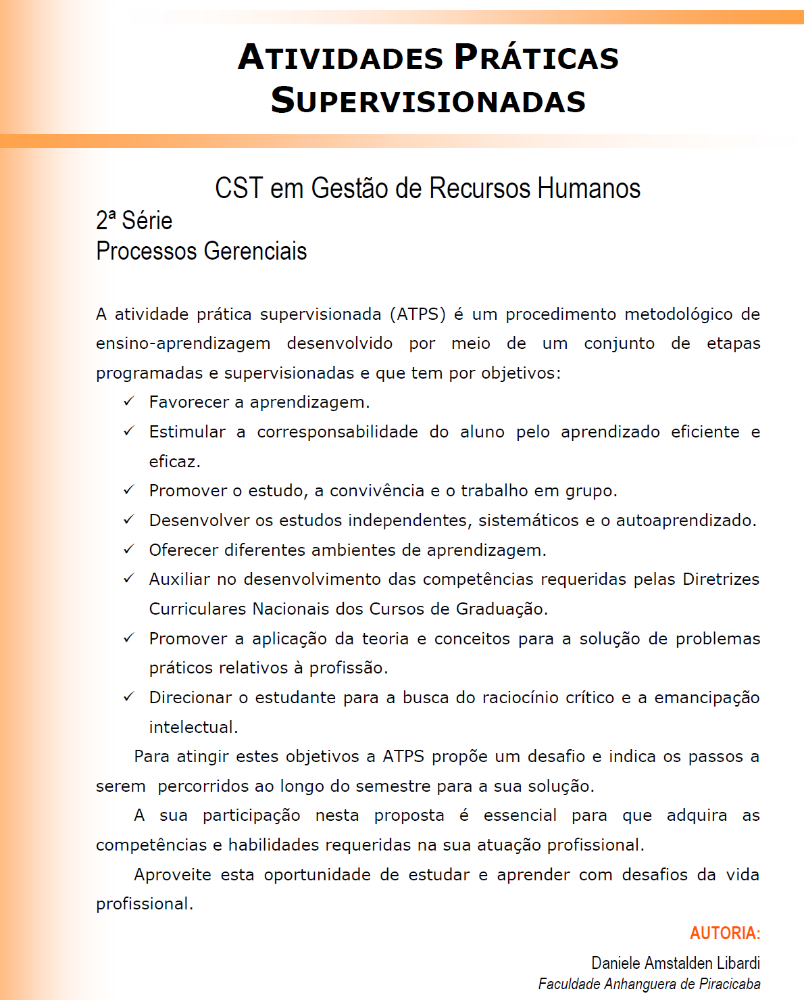 ATIVIDADES PRÁTICAS
SUPERVISIONADAS
CST em Gestão de Recursos Humanos
2ª Série
Processos Gerenciais
A atividade prática supervisionada (ATPS) é um procedimento metodológico de
ensino-aprendizagem desenvolvido por meio de um conjunto de etapas
programadas e supervisionadas e que tem por objetivos:
✓ Favorecer a aprendizagem.
✓ Estimular a corresponsabilidade do aluno pelo aprendizado eficiente e
eficaz.
✓ Promover o estudo, a convivência e o trabalho em grupo.
✓ Desenvolver os estudos independentes, sistemáticos e o autoaprendizado.
✓ Oferecer diferentes ambientes de aprendizagem.
✓ Auxiliar no desenvolvimento das competências requeridas pelas Diretrizes
Curriculares Nacionais dos Cursos de Graduação.
✓ Promover a aplicação da teoria e conceitos para a solução de problemas
práticos relativos à profissão.
✓ Direcionar o estudante para a busca do raciocínio crítico e a emancipação
intelectual.
Para atingir estes objetivos a ATPS propõe um desafio e indica os passos a
serem percorridos ao longo do semestre para a sua solução.
A sua participação nesta proposta é essencial para que adquira as
competências e habilidades requeridas na sua atuação profissional.
Aproveite esta oportunidade de estudar e aprender com desafios da vida
profissional.
AUTORIA:
Daniele Amstalden Libardi
Faculdade Anhanguera de Piracicaba